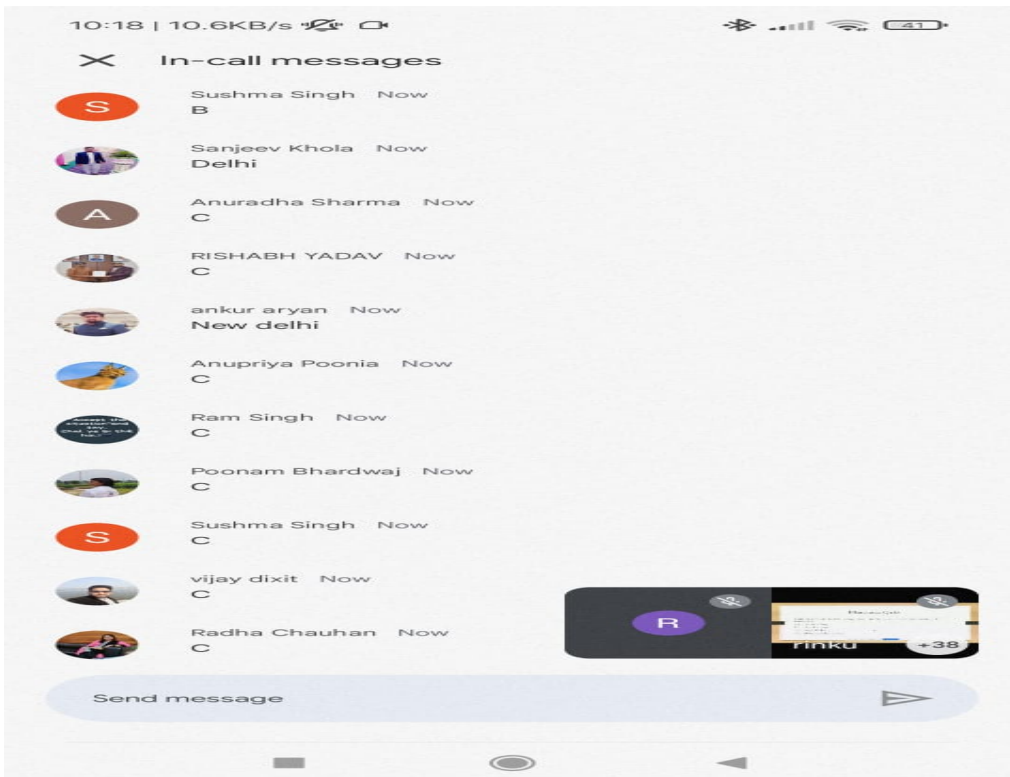 10:18 | 10.6KB/s
41
In-call messages
S
Sushma Singh Now
B
Sanjeev Khola Now
Delhi
A
Anuradha Sharma Now
C
RISHABH YADAV Now
C
ankur aryan Now
New delhi
Anupriya Poonia Now
C
Ram Singh Now
C
Poonam Bhardwaj Now
C
S
Sushma Singh Now
C
vijay dixit Now
C
Radha Chauhan Now
C
R
rinku
+38
Send message